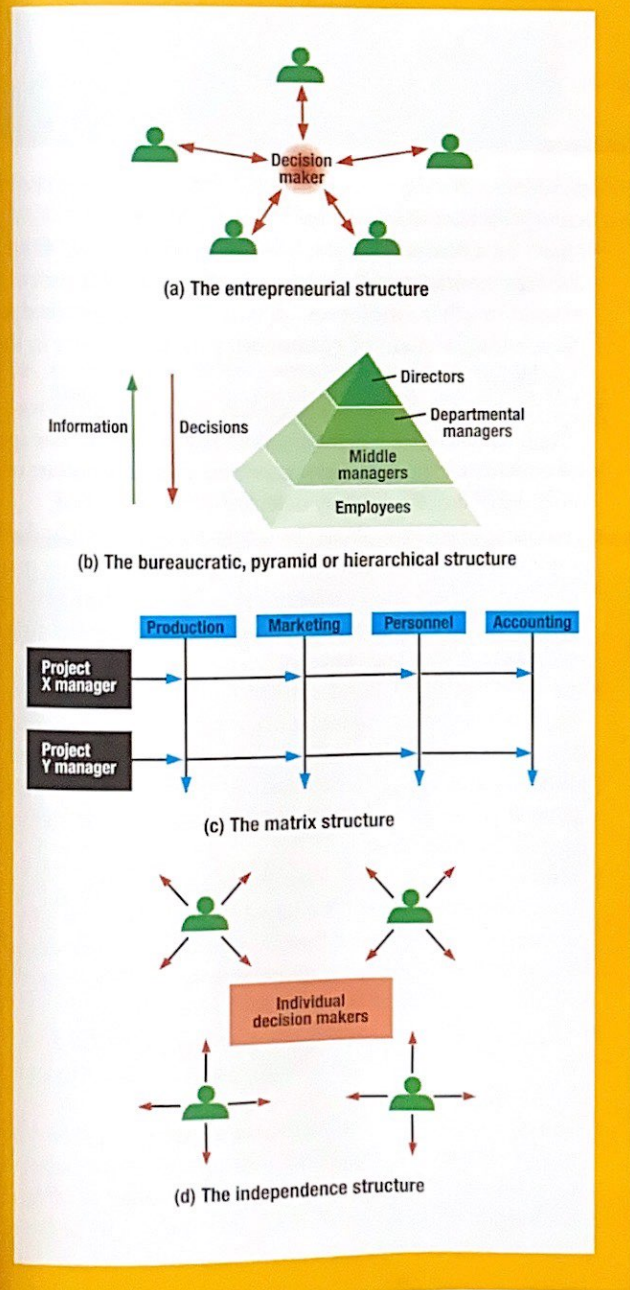 Decision
maker
(a) The entrepreneurial structure
Information
Decisions
Directors
Departmental
managers
Middle
managers
Employees
(b) The bureaucratic, pyramid or hierarchical structure
Production
Marketing
Personnel
Accounting
Project
X manager
Project
Y manager
(c) The matrix structure
Individual
decision makers
(d) The independence structure